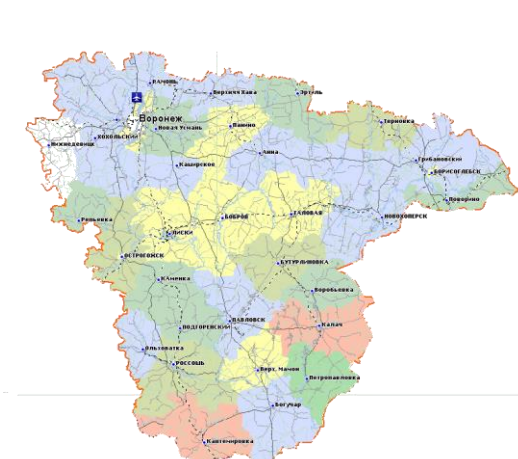 РАМОНЬ
Верхняя Хава
Эртиль
Воронеж
Новая Усмань
Панино
Терновка
ХОХОЛЬСКИЙ
Нижнедевицк
Анна
Грибановский
Каширское
БОРИСОГЛЕБСК
Поворино
Репьевка
БОБРОВ
ТАЛОВАЯ
НОВОХОПЕРСК
ЛИСКИ
ОСТРОГОЖСК
БУТУРЛИНОВКА
КАМЕНКА
Воробьевка
ПАВЛОВСК
ПОДГОРЕНСКИЙ
КАЛАЧ
Ольховатка
РОССОШЬ
Верх. Мамон
Петропавловка
Богучар
Кантемировка